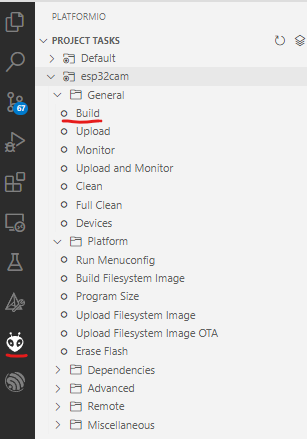 PLATFORMIO
PROJECT TASKS
Default
esp32cam
General
Build
Upload
Monitor
Upload and Monitor
Clean
Full Clean
Devices
Platform
Run Menuconfig
Build Filesystem Image
Program Size
Upload Filesystem Image
Upload Filesystem Image OTA
Erase Flash
Dependencies
Advanced
Remote
Miscellaneous
67